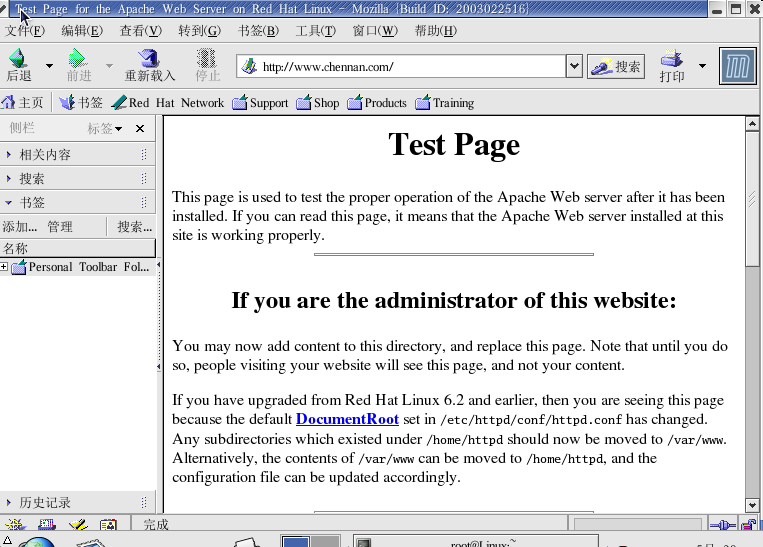 Test Page for the Apache Web Server on Red Hat Linux - Mozilla {Build ID: 2003022516}
文件(F) 编辑(E) 查看(V) 转到(G) 书签(B) 工具(T) 窗口(W) 帮助(H)
后退 前进 重新载入 停止 http://www.chennan.com/ 搜索 打印
主页 书签 Red Hat Network Support Shop Products Training
侧栏 标签
相关内容
搜索
书签
添加... 管理 搜索...
名称
Personal Toolbar Fol...
历史记录
Test Page
This page is used to test the proper operation of the Apache Web server after it has been
installed. If you can read this page, it means that the Apache Web server installed at this
site is working properly.
If you are the administrator of this website:
You may now add content to this directory, and replace this page. Note that until you do
so, people visiting your website will see this page, and not your content.
If you have upgraded from Red Hat Linux 6.2 and earlier, then you are seeing this page
because the default DocumentRoot set in /etc/httpd/conf/httpd.conf has changed.
Any subdirectories which existed under /home/httpd should now be moved to /var/www.
Alternatively, the contents of /var/www can be moved to /home/httpd, and the
configuration file can be updated accordingly.
完成
root@Linux:~